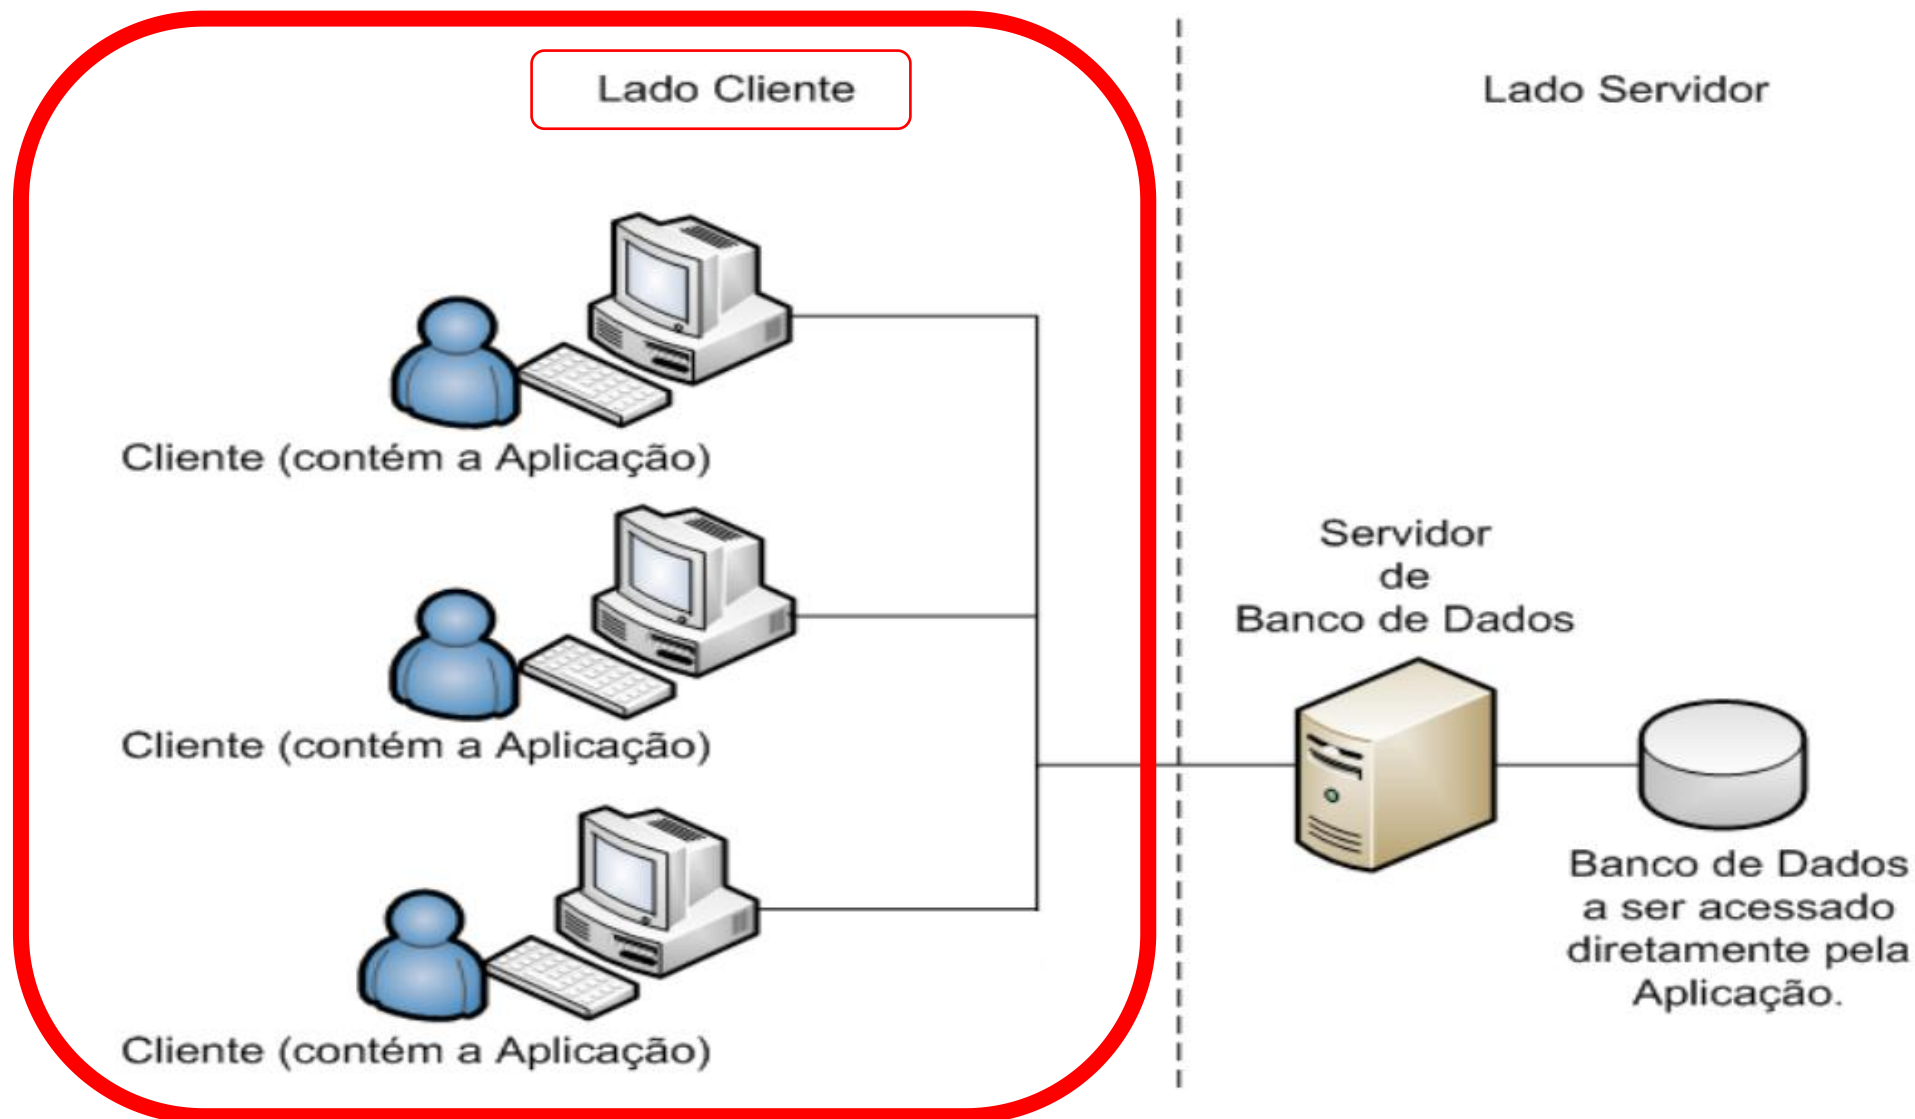 Lado Cliente
Lado Servidor
Cliente (contém a Aplicação)
Cliente (contém a Aplicação)
Cliente (contém a Aplicação)
Servidor
de
Banco de Dados
Banco de Dados
a ser acessado
diretamente pela
Aplicação.